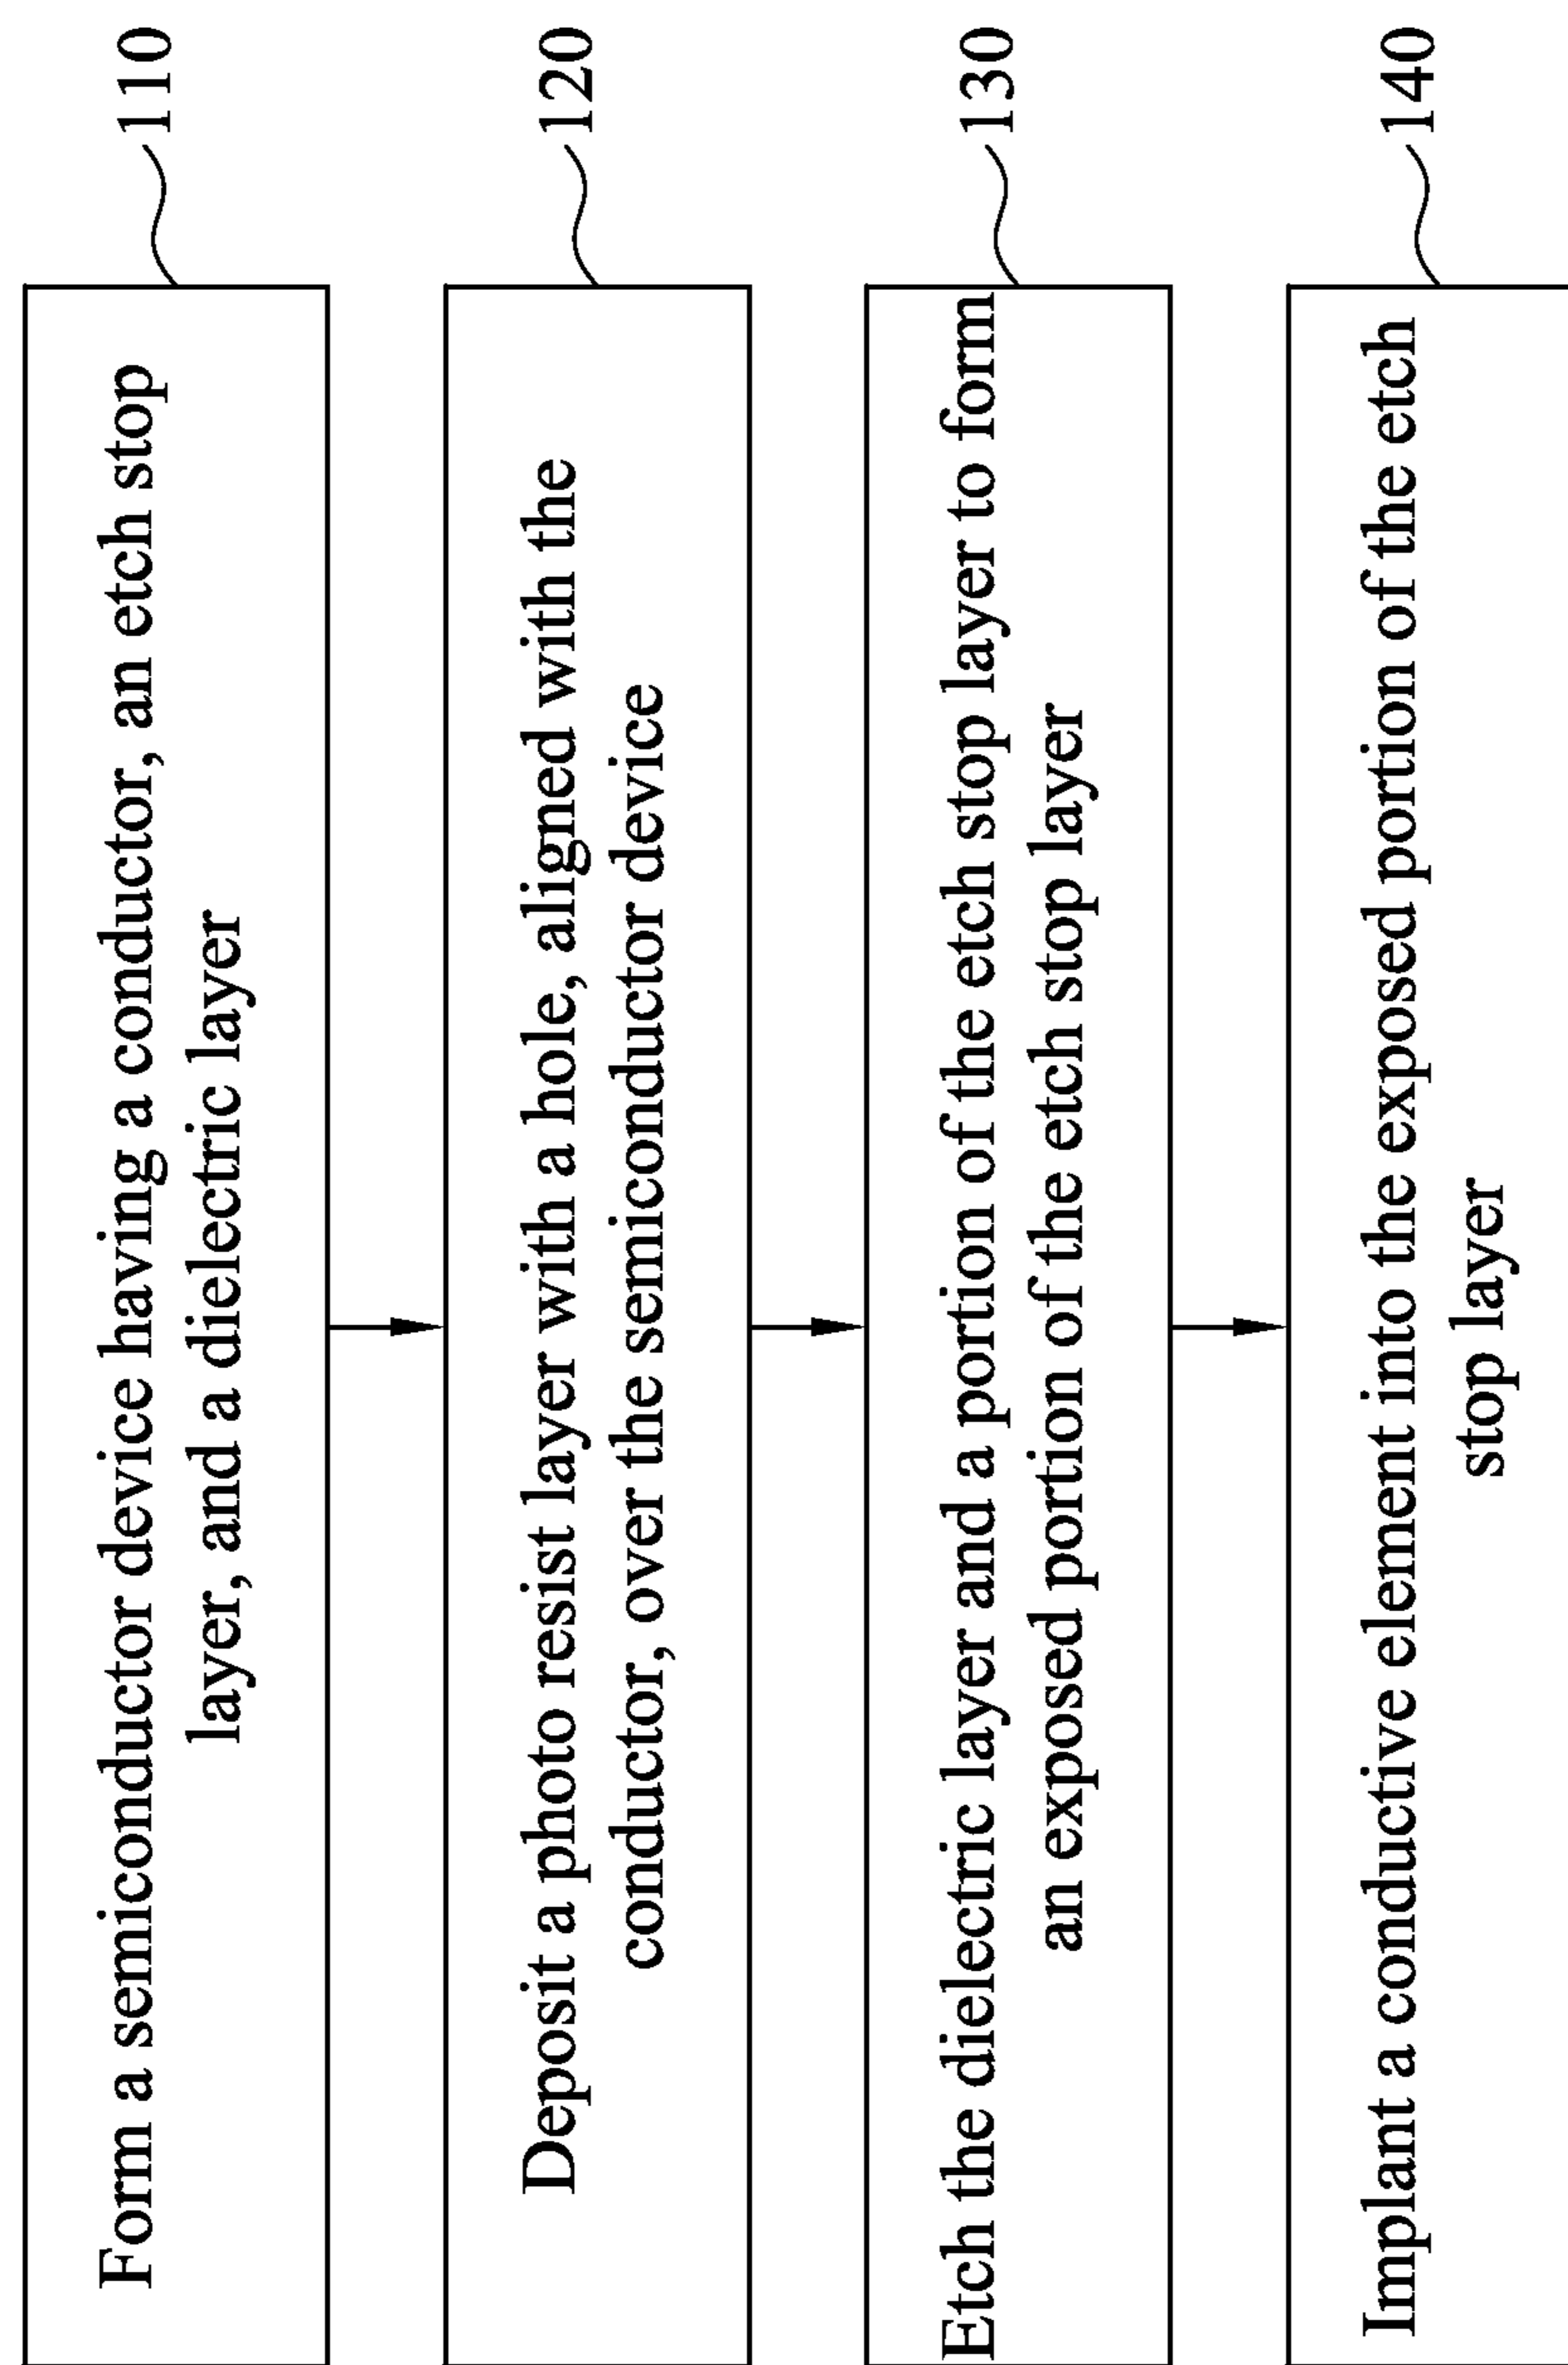 Form a semiconductor device having a conductor, an etch stop
layer, and a dielectric layer
110
Deposit a photo resist layer with a hole, aligned with the
conductor, over the semiconductor device
120
Etch the dielectric layer and a portion of the etch stop layer to form
an exposed portion of the etch stop layer
130
Implant a conductive element into the exposed portion of the etch
stop layer
140